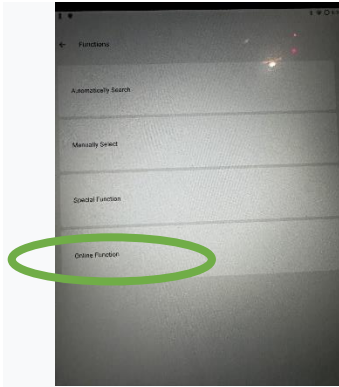 Functions
Automatically Search
Manually Select
Special Function
Online Function